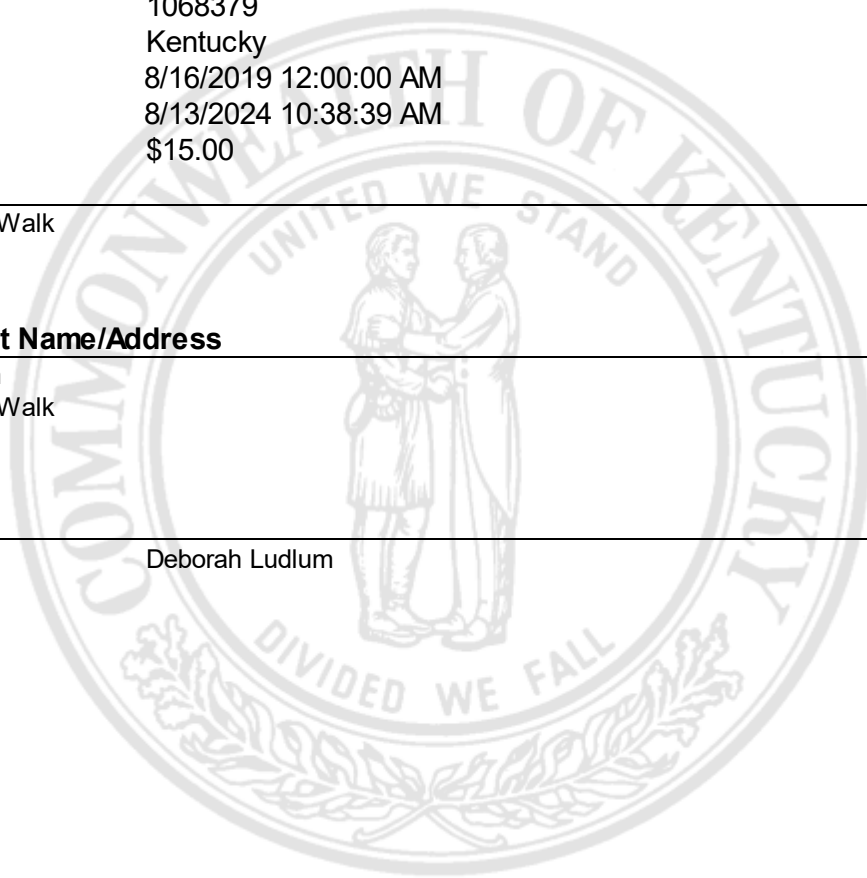 1068379
Kentucky
8/16/2019 12:00:00 AM
8/13/2024 10:38:39 AM
$15.00
Walk
t Name/Address
Walk
Deborah Ludlum
COMMONWEALTH OF KENTUCKY
UNITED WE STAND
DIVIDED WE FALL